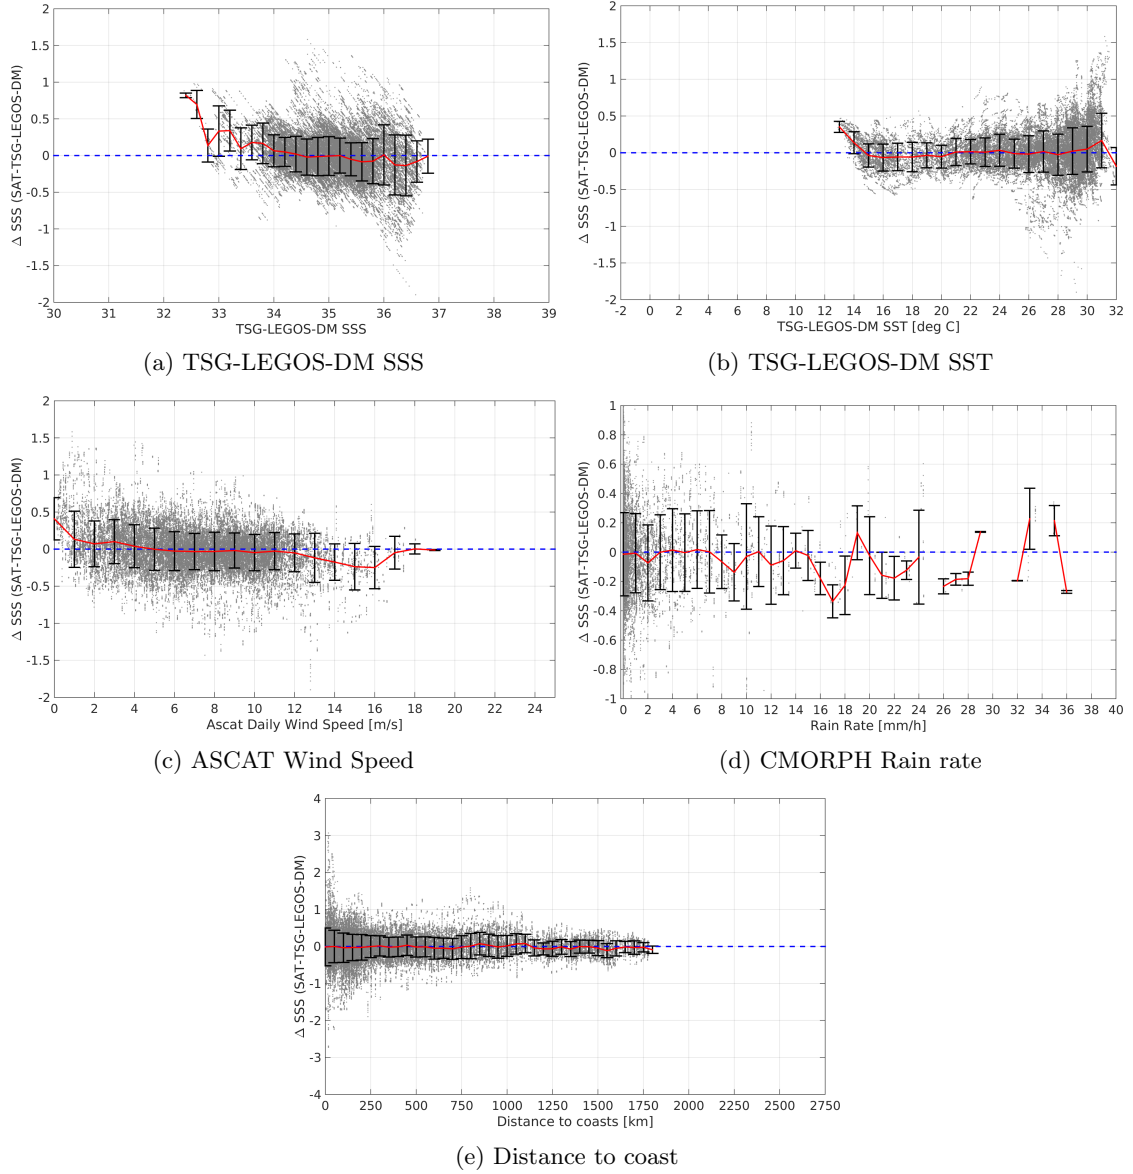 2
1.5
1
0.5
0
-0.5
-1
-1.5
-2
Δ SSS (SAT-TSG-LEGOS-DM)
30 31 32 33 34 35 36 37 38 39
TSG-LEGOS-DM SSS
(a) TSG-LEGOS-DM SSS
2
1.5
1
0.5
0
-0.5
-1
-1.5
-2
Δ SSS (SAT-TSG-LEGOS-DM)
-2 0 2 4 6 8 10 12 14 16 18 20 22 24 26 28 30 32
TSG-LEGOS-DM SST [deg C]
(b) TSG-LEGOS-DM SST
2
1.5
1
0.5
0
-0.5
-1
-1.5
-2
Δ SSS (SAT-TSG-LEGOS-DM)
0 2 4 6 8 10 12 14 16 18 20 22 24
Ascat Daily Wind Speed [m/s]
(c) ASCAT Wind Speed
1
0.8
0.6
0.4
0.2
0
-0.2
-0.4
-0.6
-0.8
-1
Δ SSS (SAT-TSG-LEGOS-DM)
0 2 4 6 8 10 12 14 16 18 20 22 24 26 28 30 32 34 36 38 40
Rain Rate [mm/h]
(d) CMORPH Rain rate
4
3
2
1
0
-1
-2
-3
-4
Δ SSS (SAT-TSG-LEGOS-DM)
0 250 500 750 1000 1250 1500 1750 2000 2250 2500 2750
Distance to coasts [km]
(e) Distance to coast